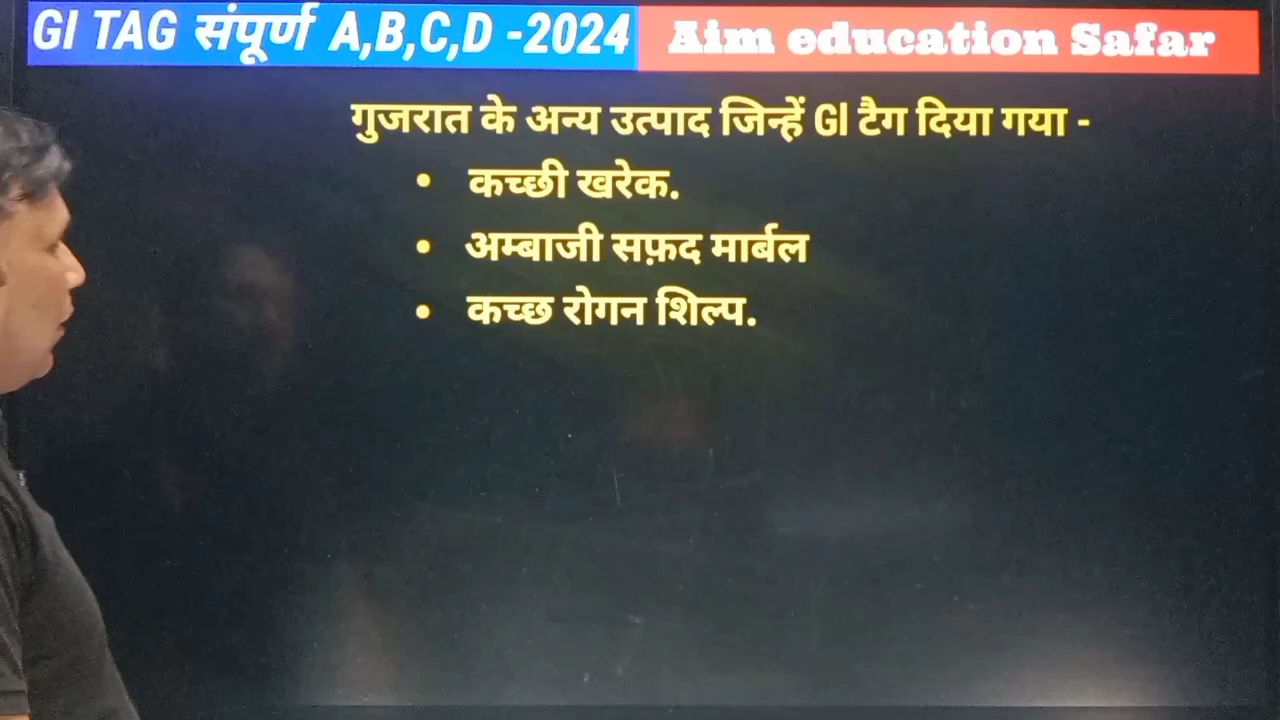 GI TAG संपूर्ण A,B,C,D -2024 Aim education Safar
गुजरात के अन्य उत्पाद जिन्हें GI टैग दिया गया -
• कच्छी खरेक.
• अम्बाजी सफ़द मार्बल
• कच्छ रोगन शिल्प.